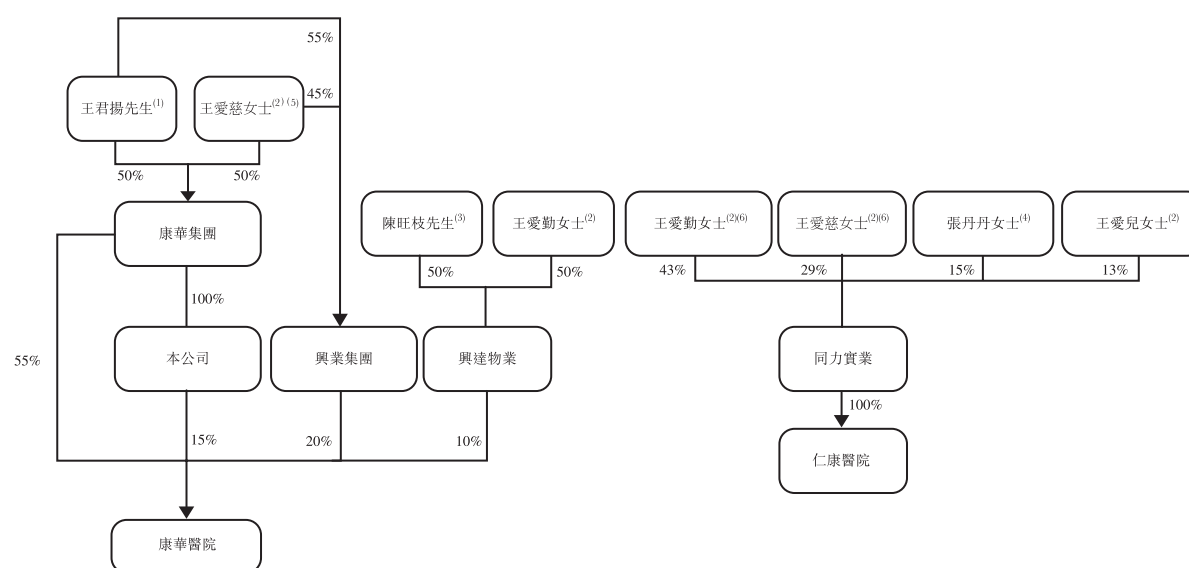 55%
王君揚先生(1)
王愛慈女士(2) (5)
45%
50%
50%
康華集團
陳旺枝先生(3)
王愛勤女士(2)
王愛勤女士(2)(6)
王愛慈女士(2)(6)
張丹丹女士(4)
王愛兒女士(2)
50%
50%
43%
29%
15%
13%
100%
55%
本公司
興業集團
興達物業
同力實業
100%
15%
20%
10%
仁康醫院
康華醫院